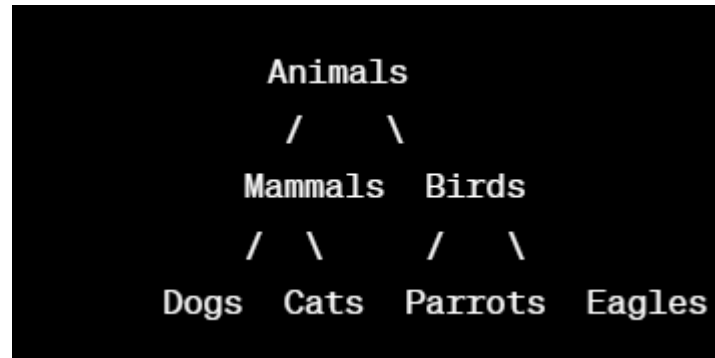 Animals
/ \
Mammals Birds
/ \ / \
Dogs Cats Parrots Eagles